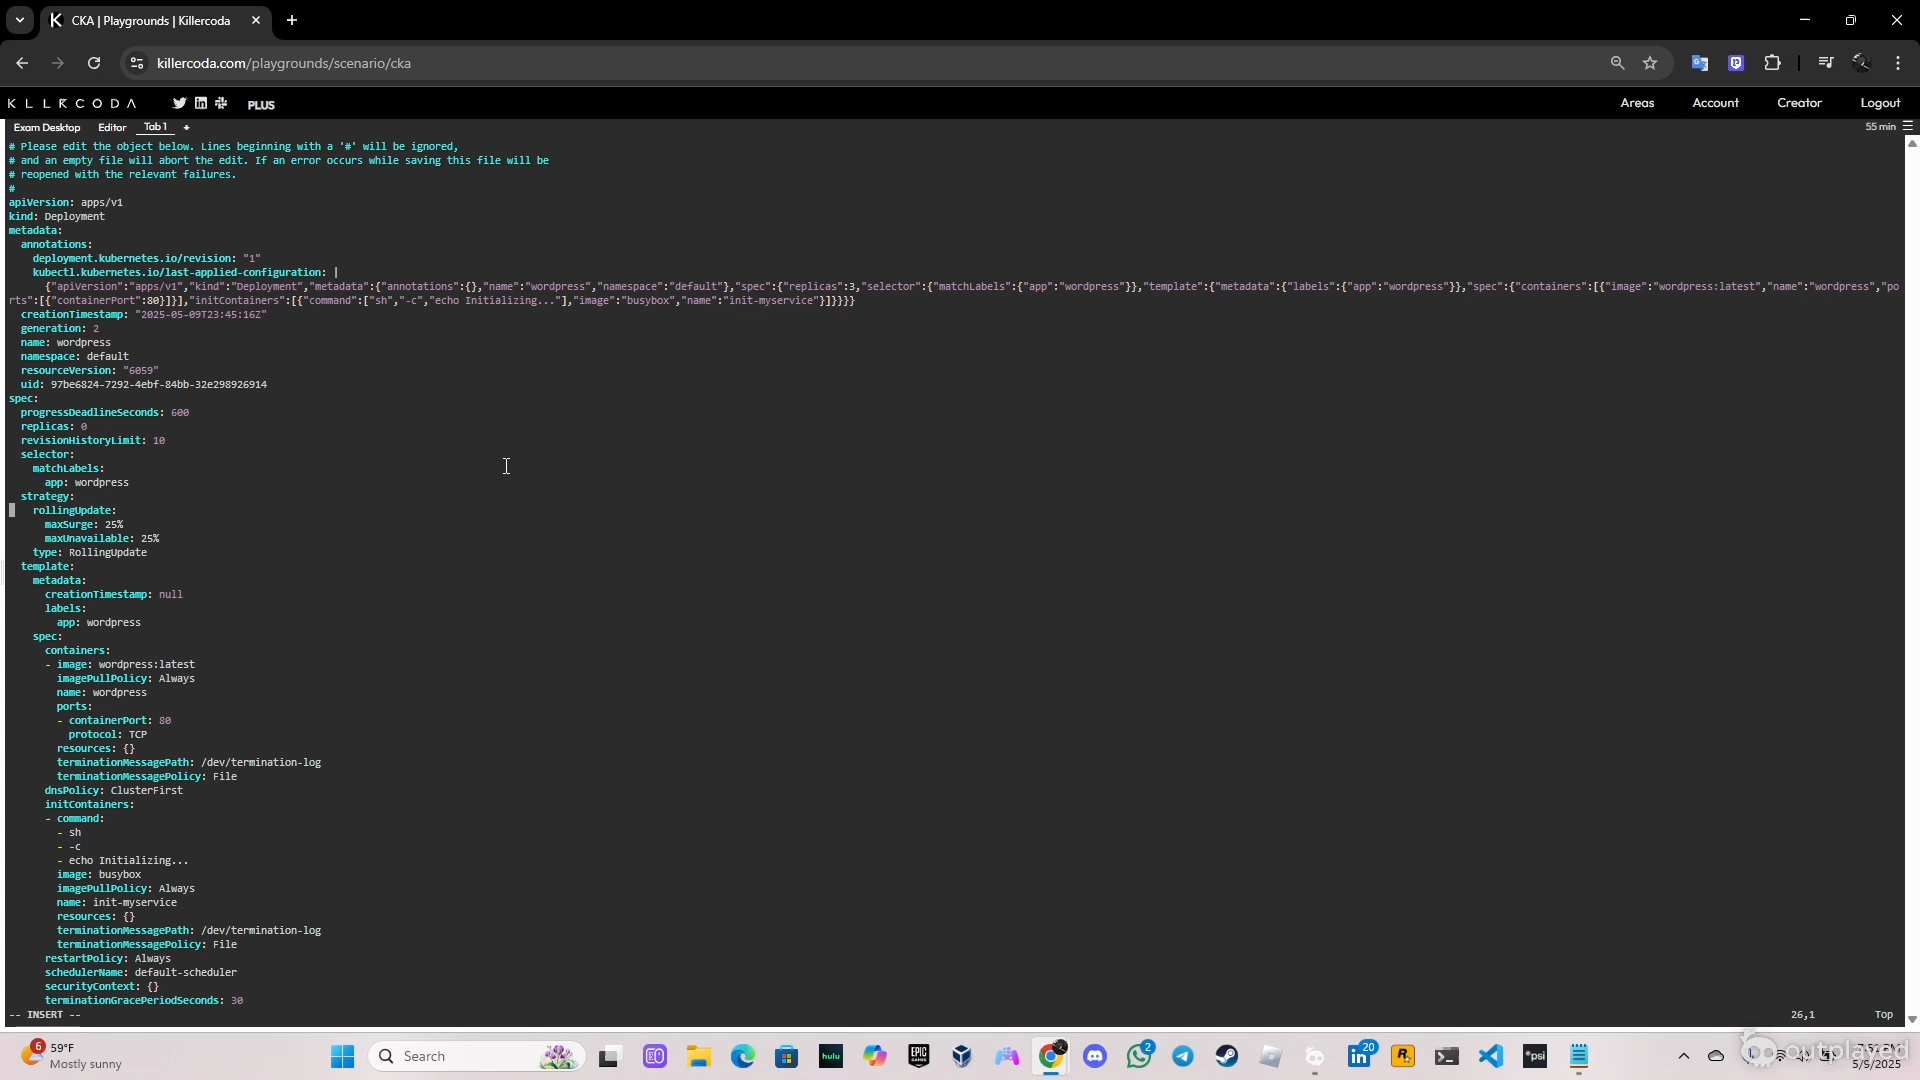 CKA | Playgrounds | Killercoda
killercoda.com/playgrounds/scenario/cka
KILLERCODA
PLUS
Areas
Account
Creator
Logout
Exam Desktop
Editor
Tab 1
+
55 min
# Please edit the object below. Lines beginning with a '#' will be ignored,
# and an empty file will abort the edit. If an error occurs while saving this file will be
# reopened with the relevant failures.
#
apiVersion: apps/v1
kind: Deployment
metadata:
  annotations:
    deployment.kubernetes.io/revision: "1"
    kubectl.kubernetes.io/last-applied-configuration: |
      {"apiVersion":"apps/v1","kind":"Deployment","metadata":{"annotations":{},"name":"wordpress","namespace":"default"},"spec":{"replicas":3,"selector":{"matchLabels":{"app":"wordpress"}},"template":{"metadata":{"labels":{"app":"wordpress"}},"spec":{"containers":[{"image":"wordpress:latest","name":"wordpress","po
rts":[{"containerPort":80}]}],"initContainers":[{"command":["sh","-c","echo Initializing..."],"image":"busybox","name":"init-myservice"}]}}}}
  creationTimestamp: "2025-05-09T23:45:16Z"
  generation: 2
  name: wordpress
  namespace: default
  resourceVersion: "6059"
  uid: 97be6824-7292-4ebf-84bb-32e298926914
spec:
  progressDeadlineSeconds: 600
  replicas: 0
  revisionHistoryLimit: 10
  selector:
    matchLabels:
      app: wordpress
  strategy:
    rollingUpdate:
      maxSurge: 25%
      maxUnavailable: 25%
    type: RollingUpdate
  template:
    metadata:
      creationTimestamp: null
      labels:
        app: wordpress
    spec:
      containers:
      - image: wordpress:latest
        imagePullPolicy: Always
        name: wordpress
        ports:
        - containerPort: 80
          protocol: TCP
        resources: {}
        terminationMessagePath: /dev/termination-log
        terminationMessagePolicy: File
      dnsPolicy: ClusterFirst
      initContainers:
      - command:
        - sh
        - -c
        - echo Initializing...
        image: busybox
        imagePullPolicy: Always
        name: init-myservice
        resources: {}
        terminationMessagePath: /dev/termination-log
        terminationMessagePolicy: File
      restartPolicy: Always
      schedulerName: default-scheduler
      securityContext: {}
      terminationGracePeriodSeconds: 30
-- INSERT --
26,1
Top
6
59°F
Mostly sunny
Search
hulu
EPIC GAMES
2
20
*psi
outplayed
5/9/2025